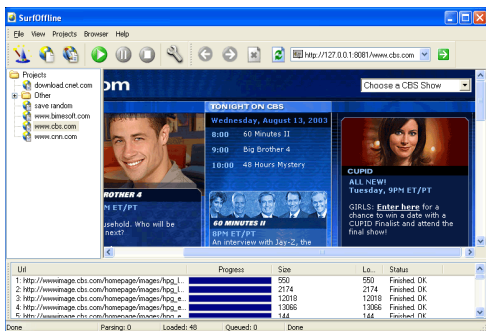 SurfOffline
File View Projects Browser Help
http://127.0.0.1:8081/www.cbs.com
Projects
download.cnet.com
Other
save random
www.bimesoft.com
www.cbs.com
www.cnn.com
om
Choose a CBS Show
TONIGHT ON CBS
Wednesday, August 13, 2003
8:00 60 Minutes II
9:00 Big Brother 4
10:00 48 Hours Mystery
ROTHER 4
M ET/PT
usehold. Who will be
next?
60 MINUTES II
8PM ET/PT
An interview with Jay-Z, the
CUPID
ALL NEW!
Tuesday, 9PM ET/PT
GIRLS: Enter here for a
chance to win a date with a
CUPID Finalist and attend the
final show!
Url Progress Size Lo... Status
1: http://wwwimage.cbs.com/homepage/images/hpg_l... 550 550 Finished. OK
2: http://wwwimage.cbs.com/homepage/images/hpg_l... 2174 2174 Finished. OK
3: http://wwwimage.cbs.com/homepage/images/hpg_e... 12018 12018 Finished. OK
4: http://wwwimage.cbs.com/homepage/images/hpg_e... 13066 13066 Finished. OK
5: http://wwwimage.cbs.com/homepage/images/hpg_e... 144 144 Finished. OK
Done Parsing: 0 Loaded: 48 Queued: 0 Done